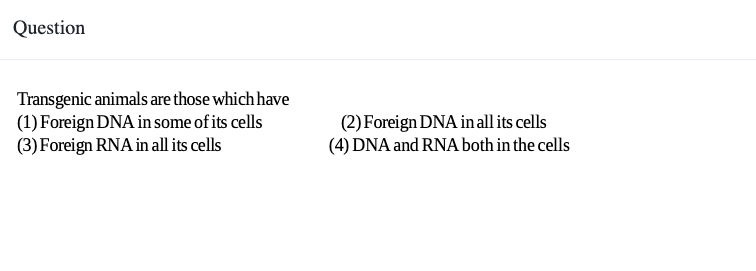 Question
Transgenic animals are those which have
(1) Foreign DNA in some of its cells (2) Foreign DNA in all its cells
(3) Foreign RNA in all its cells (4) DNA and RNA both in the cells